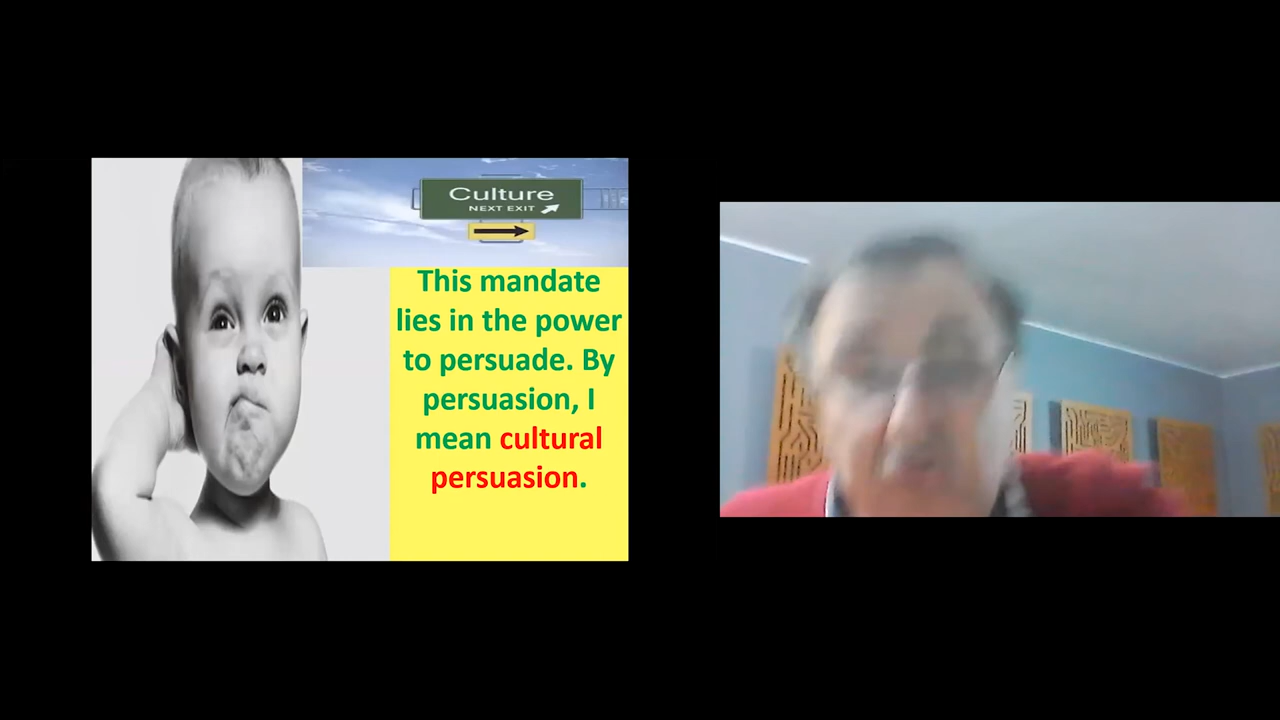 Culture
NEXT EXIT
This mandate
lies in the power
to persuade. By
persuasion, I
mean cultural
persuasion.